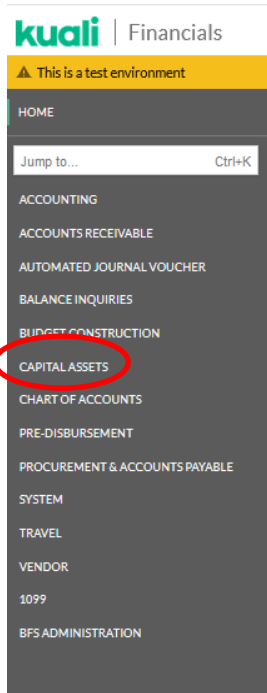 kuali | Financials
This is a test environment
HOME
Jump to... Ctrl+K
ACCOUNTING
ACCOUNTS RECEIVABLE
AUTOMATED JOURNAL VOUCHER
BALANCE INQUIRIES
BUDGET CONSTRUCTION
CAPITAL ASSETS
CHART OF ACCOUNTS
PRE-DISBURSEMENT
PROCUREMENT & ACCOUNTS PAYABLE
SYSTEM
TRAVEL
VENDOR
1099
BFS ADMINISTRATION